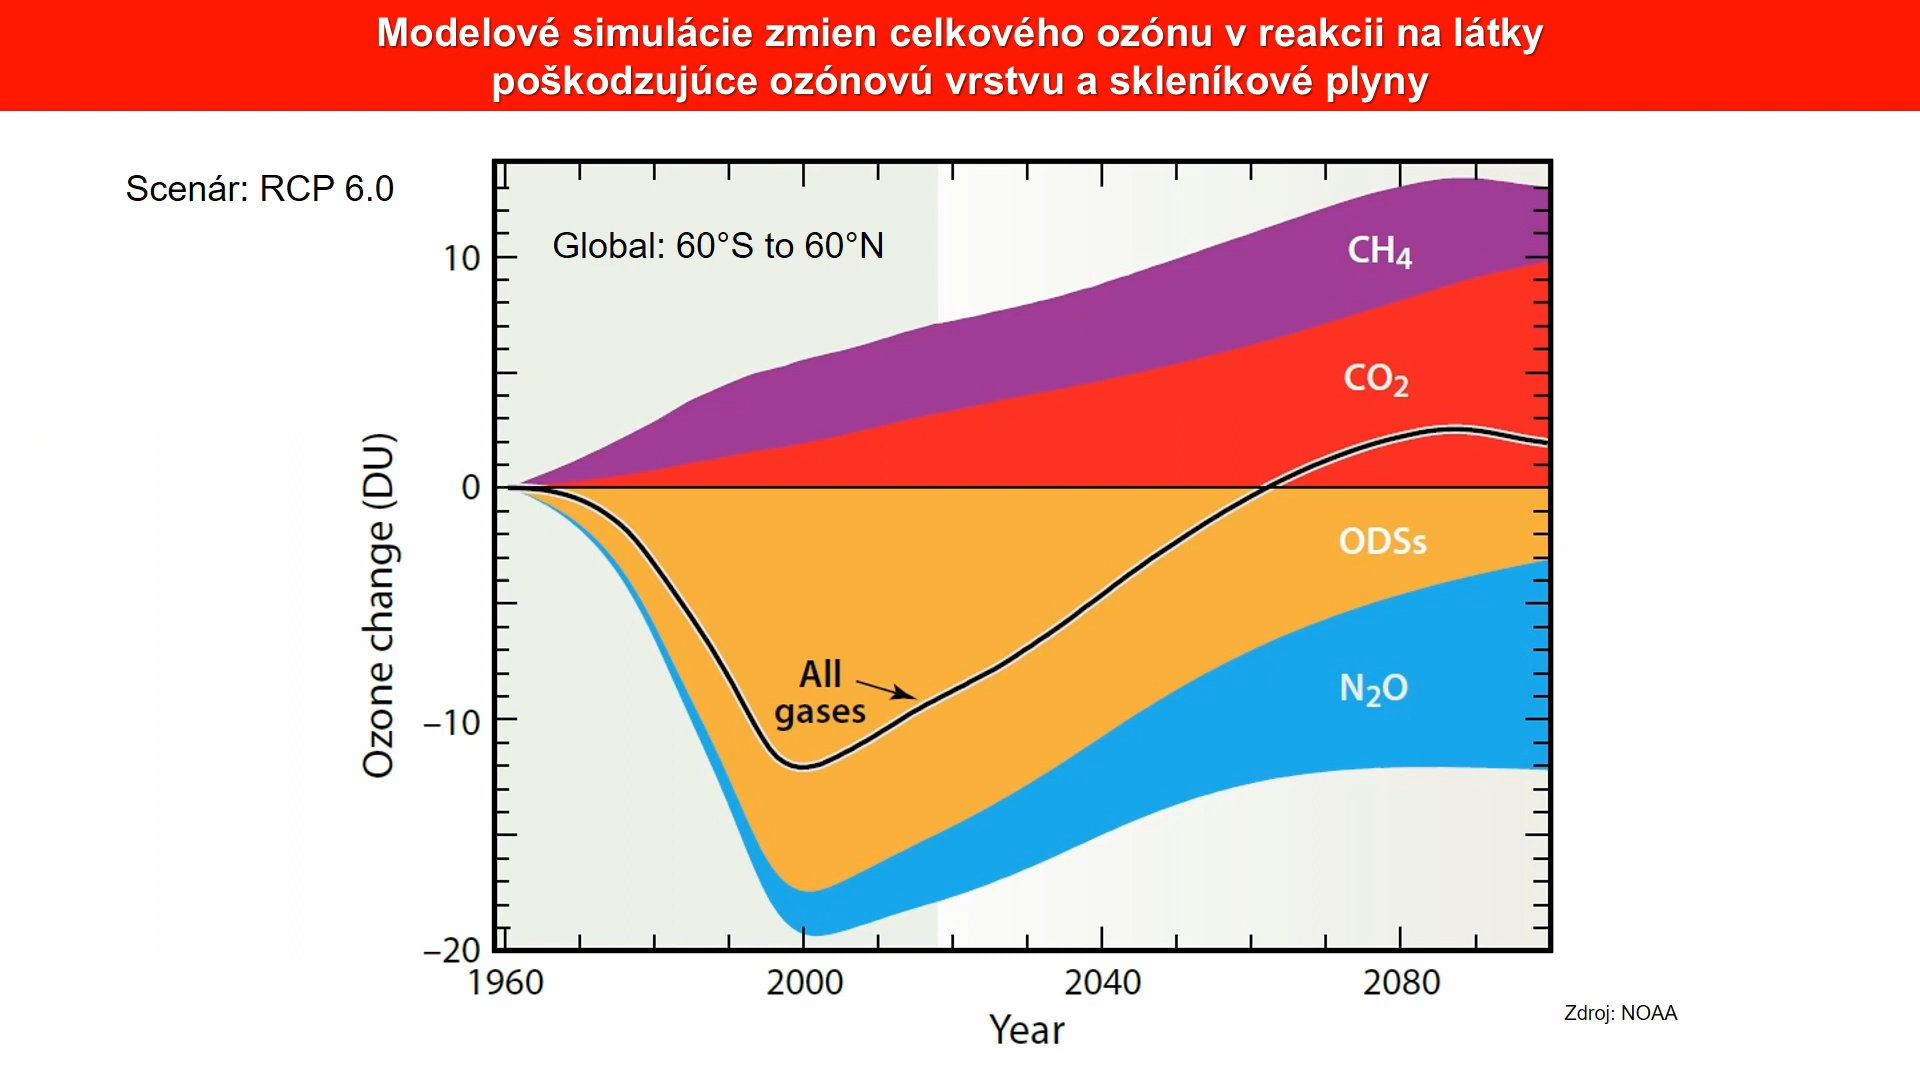 Modelové simulácie zmien celkového ozónu v reakcii na látky
poškodzujúce ozónovú vrstvu a skleníkové plyny
Scenár: RCP 6.0
Global: 60°S to 60°N
Ozone change (DU)
10
0
−10
−20
CH₄
CO₂
ODSs
N₂O
All
gases
1960
2000
2040
2080
Year
Zdroj: NOAA